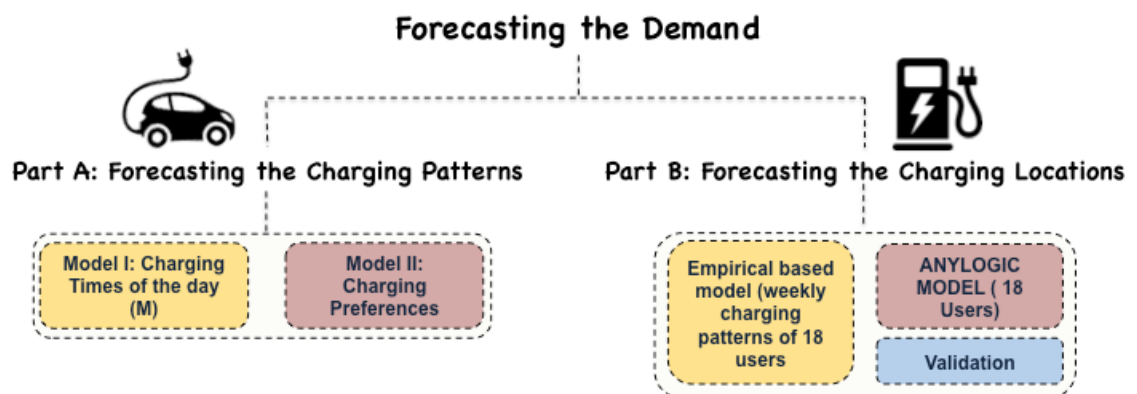 Forecasting the Demand
Part A: Forecasting the Charging Patterns
Part B: Forecasting the Charging Locations
Model I: Charging
Times of the day
(M)
Model II:
Charging
Preferences
Empirical based
model (weekly
charging
patterns of 18
users
ANYLOGIC
MODEL ( 18
Users)
Validation